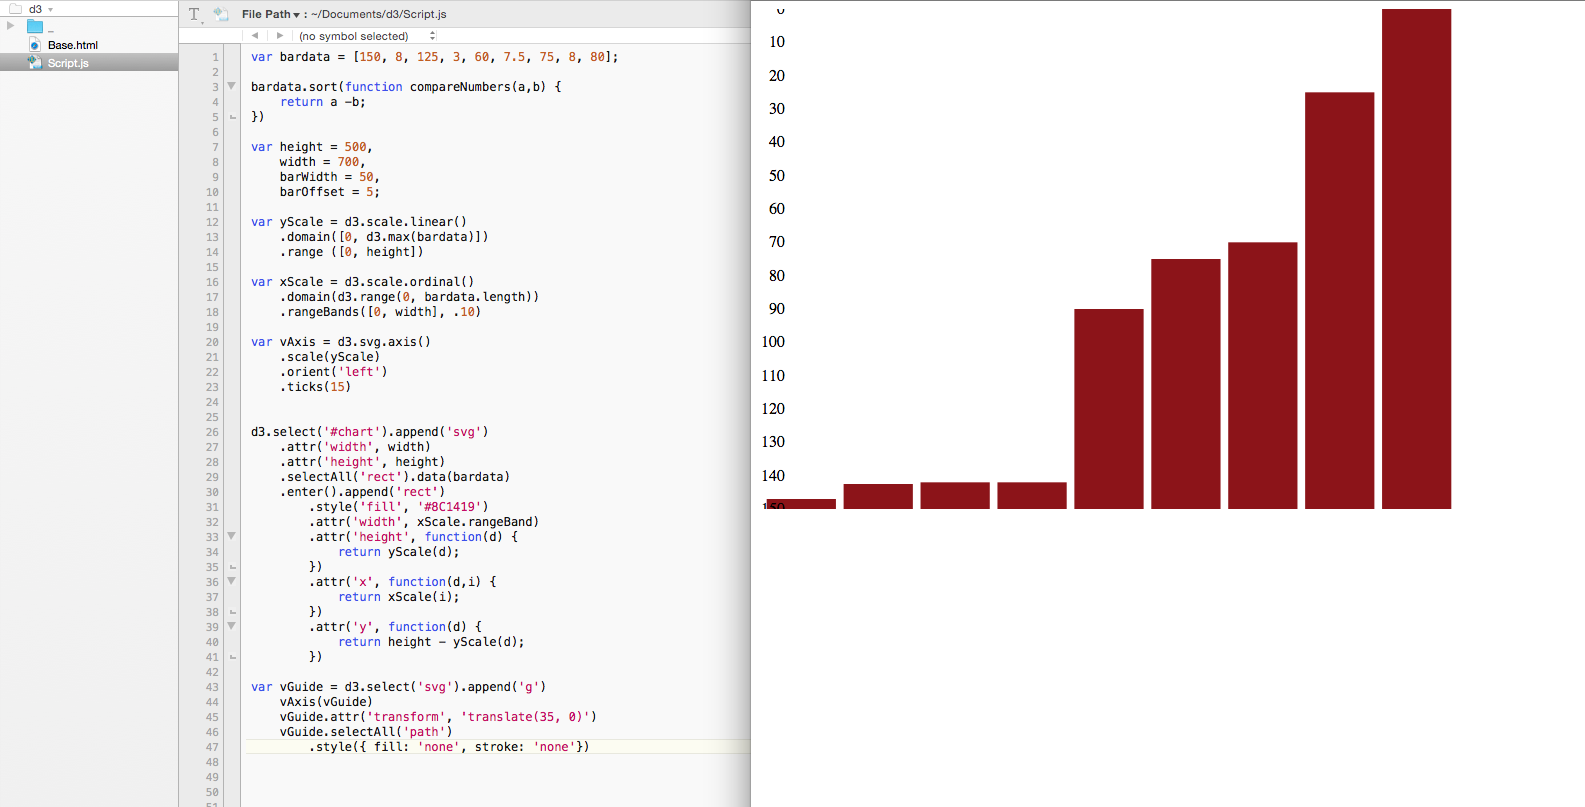 d3
_
Base.html
Script.js
T File Path ▾ : ~/Documents/d3/Script.js
(no symbol selected)
1 var bardata = [150, 8, 125, 3, 60, 7.5, 75, 8, 80];
2
3 bardata.sort(function compareNumbers(a,b) {
4     return a -b;
5 })
6
7 var height = 500,
8     width = 700,
9     barWidth = 50,
10     barOffset = 5;
11
12 var yScale = d3.scale.linear()
13     .domain([0, d3.max(bardata)])
14     .range ([0, height])
15
16 var xScale = d3.scale.ordinal()
17     .domain(d3.range(0, bardata.length))
18     .rangeBands([0, width], .10)
19
20 var vAxis = d3.svg.axis()
21     .scale(yScale)
22     .orient('left')
23     .ticks(15)
24
25
26 d3.select('#chart').append('svg')
27     .attr('width', width)
28     .attr('height', height)
29     .selectAll('rect').data(bardata)
30     .enter().append('rect')
31         .style('fill', '#8C1419')
32         .attr('width', xScale.rangeBand)
33         .attr('height', function(d) {
34             return yScale(d);
35         })
36         .attr('x', function(d,i) {
37             return xScale(i);
38         })
39         .attr('y', function(d) {
40             return height - yScale(d);
41         })
42
43 var vGuide = d3.select('svg').append('g')
44     vAxis(vGuide)
45     vGuide.attr('transform', 'translate(35, 0)')
46     vGuide.selectAll('path')
47         .style({ fill: 'none', stroke: 'none'})
48
49
50
51
0
10
20
30
40
50
60
70
80
90
100
110
120
130
140
150